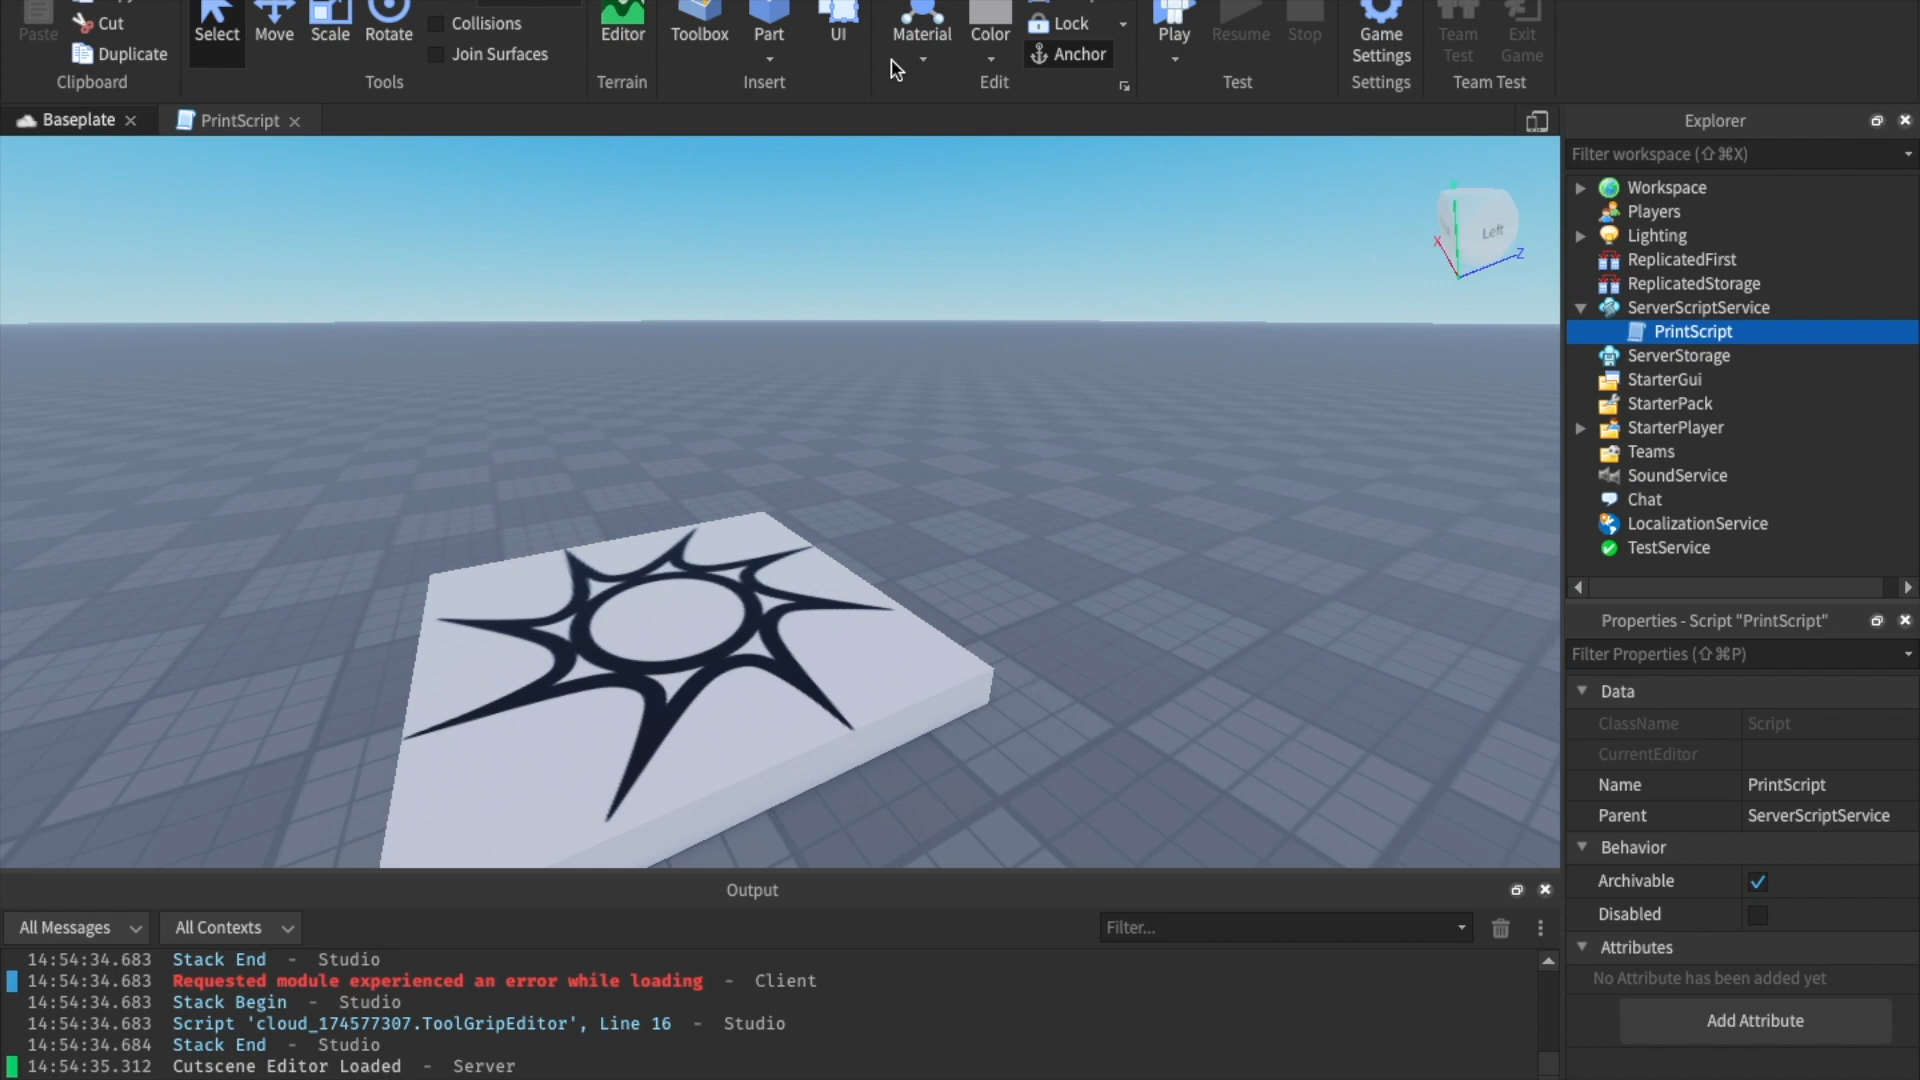 Paste
Cut
Duplicate
Clipboard
Select
Move
Scale
Rotate
Collisions
Join Surfaces
Tools
Editor
Terrain
Toolbox
Part
UI
Insert
Material
Color
Lock
Anchor
Edit
Play
Resume
Stop
Test
Game Settings
Settings
Team Test
Exit Game
Team Test
Baseplate
PrintScript
Left
X
Z
Explorer
Filter workspace (⇧⌘X)
Workspace
Players
Lighting
ReplicatedFirst
ReplicatedStorage
ServerScriptService
PrintScript
ServerStorage
StarterGui
StarterPack
StarterPlayer
Teams
SoundService
Chat
LocalizationService
TestService
Properties - Script "PrintScript"
Filter Properties (⇧⌘P)
Data
ClassName Script
CurrentEditor
Name PrintScript
Parent ServerScriptService
Behavior
Archivable
Disabled
Attributes
No Attribute has been added yet
Add Attribute
Output
All Messages
All Contexts
Filter...
14:54:34.683 Stack End - Studio
14:54:34.683 Requested module experienced an error while loading - Client
14:54:34.683 Stack Begin - Studio
14:54:34.683 Script 'cloud_174577307.ToolGripEditor', Line 16 - Studio
14:54:34.684 Stack End - Studio
14:54:35.312 Cutscene Editor Loaded - Server